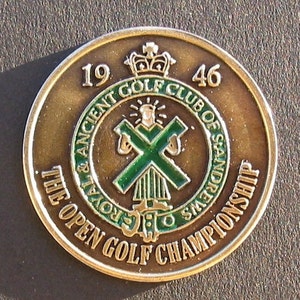 19 46
ROYAL & ANCIENT GOLF CLUB OF ST ANDREWS
THE OPEN GOLF CHAMPIONSHIP